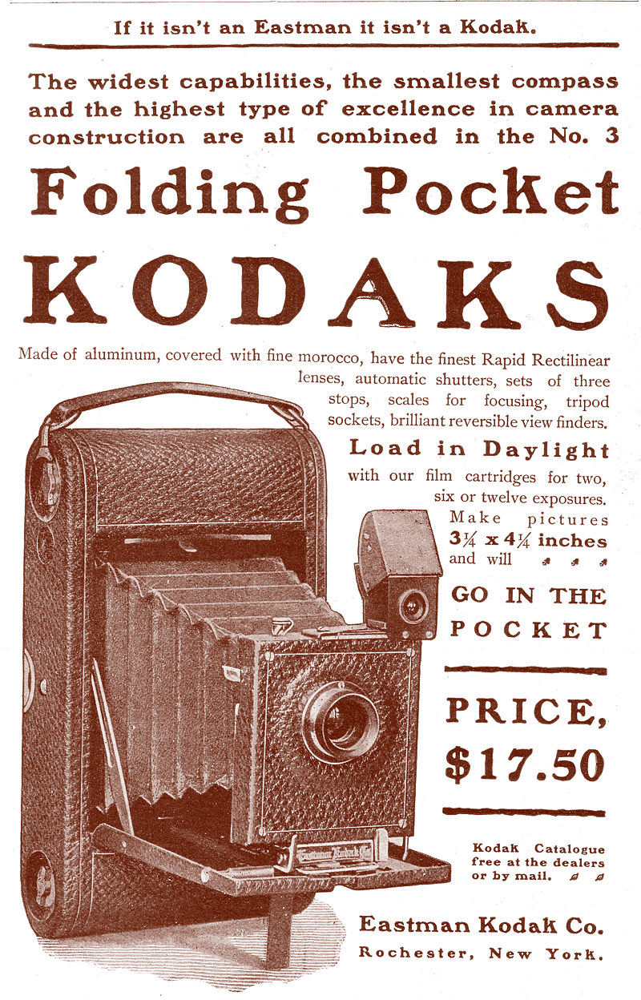 If it isn't an Eastman it isn't a Kodak.
The widest capabilities, the smallest compass
and the highest type of excellence in camera
construction are all combined in the No. 3
Folding Pocket
KODAKS
Made of aluminum, covered with fine morocco, have the finest Rapid Rectilinear
lenses, automatic shutters, sets of three
stops, scales for focusing, tripod
sockets, brilliant reversible view finders.
Load in Daylight
with our film cartridges for two,
six or twelve exposures.
Make pictures
3¼ x 4¼ inches
and will
GO IN THE
POCKET
PRICE,
$17.50
Eastman Kodak Co.
Kodak Catalogue
free at the dealers
or by mail.
Eastman Kodak Co.
Rochester, New York.